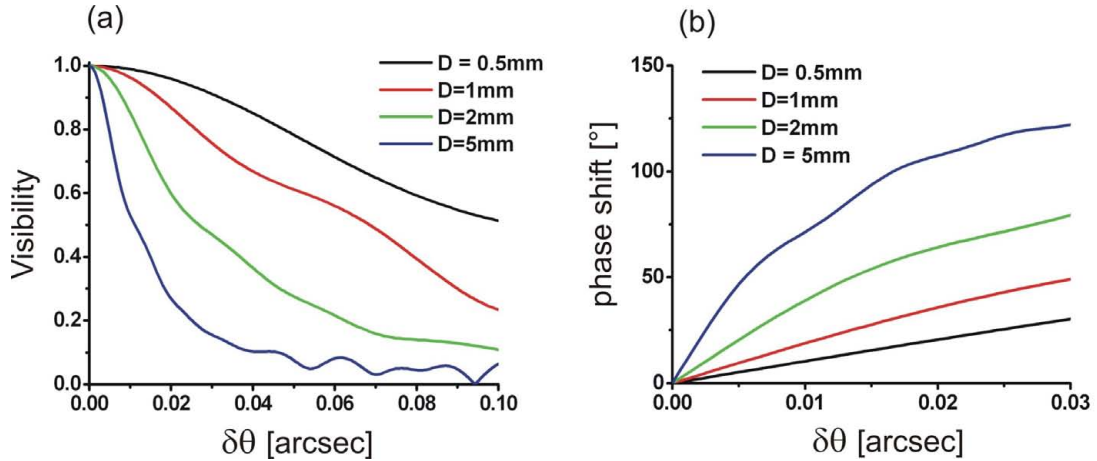 (a)
D = 0.5mm
D=1mm
D=2mm
D=5mm
1.0
0.8
0.6
0.4
0.2
0.0
Visibility
0.00 0.02 0.04 0.06 0.08 0.10
δθ [arcsec]
(b)
D= 0.5mm
D=1mm
D=2mm
D = 5mm
150
100
50
0
phase shift [°]
0.00 0.01 0.02 0.03
δθ [arcsec]